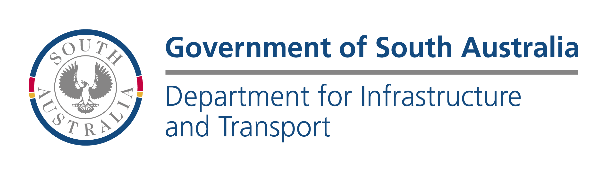 SOUTH
AUSTRALIA
Government of South Australia
Department for Infrastructure
and Transport